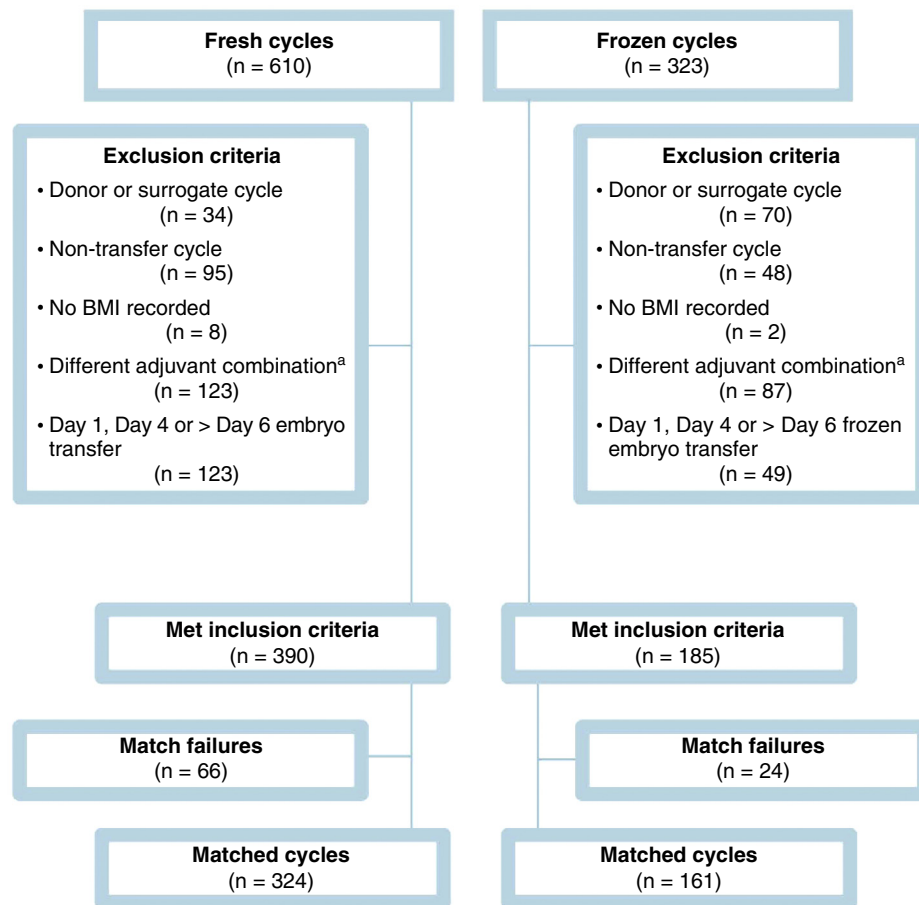 Fresh cycles
(n = 610)
Exclusion criteria
• Donor or surrogate cycle
(n = 34)
• Non-transfer cycle
(n = 95)
• No BMI recorded
(n = 8)
• Different adjuvant combinationᵃ
(n = 123)
• Day 1, Day 4 or > Day 6 embryo
transfer
(n = 123)
Met inclusion criteria
(n = 390)
Match failures
(n = 66)
Matched cycles
(n = 324)
Frozen cycles
(n = 323)
Exclusion criteria
• Donor or surrogate cycle
(n = 70)
• Non-transfer cycle
(n = 48)
• No BMI recorded
(n = 2)
• Different adjuvant combinationᵃ
(n = 87)
• Day 1, Day 4 or > Day 6 frozen
embryo transfer
(n = 49)
Met inclusion criteria
(n = 185)
Match failures
(n = 24)
Matched cycles
(n = 161)